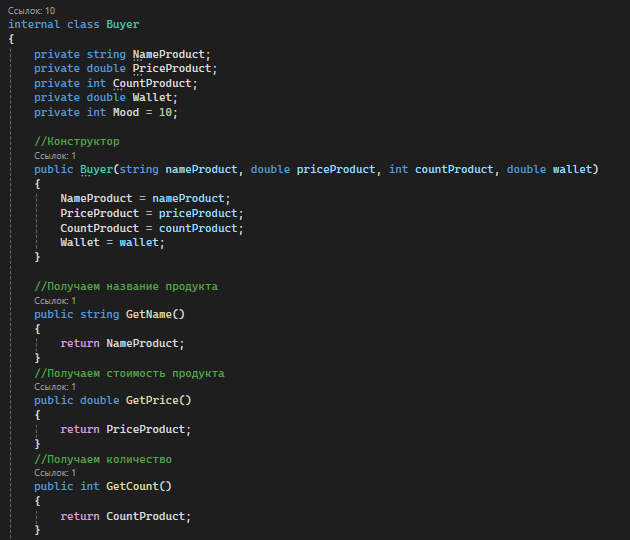 Ссылок: 10
internal class Buyer
{
private string NameProduct;
private double PriceProduct;
private int CountProduct;
private double Wallet;
private int Mood = 10;
//Конструктор
Ссылок: 1
public Buyer(string nameProduct, double priceProduct, int countProduct, double wallet)
{
NameProduct = nameProduct;
PriceProduct = priceProduct;
CountProduct = countProduct;
Wallet = wallet;
}
//Получаем название продукта
Ссылок: 1
public string GetName()
{
return NameProduct;
}
//Получаем стоимость продукта
Ссылок: 1
public double GetPrice()
{
return PriceProduct;
}
//Получаем количество
Ссылок: 1
public int GetCount()
{
return CountProduct;
}